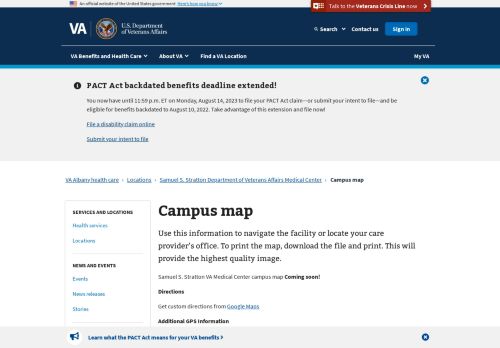 An official website of the United States government Here's how you know
Talk to the Veterans Crisis Line now
VA
U.S. Department
of Veterans Affairs
Search
Contact us
Sign in
VA Benefits and Health Care
About VA
Find a VA Location
My VA
PACT Act backdated benefits deadline extended!
You now have until 11:59 p.m. ET on Monday, August 14, 2023 to file your PACT Act claim—or submit your intent to file—and be
eligible for benefits backdated to August 10, 2022. Take advantage of this extension and file now!
File a disability claim online
Submit your intent to file
VA Albany health care › Locations › Samuel S. Stratton Department of Veterans Affairs Medical Center › Campus map
SERVICES AND LOCATIONS
Health services
Locations
NEWS AND EVENTS
Events
News releases
Stories
Campus map
Use this information to navigate the facility or locate your care
provider's office. To print the map, download the file and print. This will
provide the highest quality image.
Samuel S. Stratton VA Medical Center campus map Coming soon!
Directions
Get custom directions from Google Maps
Additional GPS Information
Learn what the PACT Act means for your VA benefits